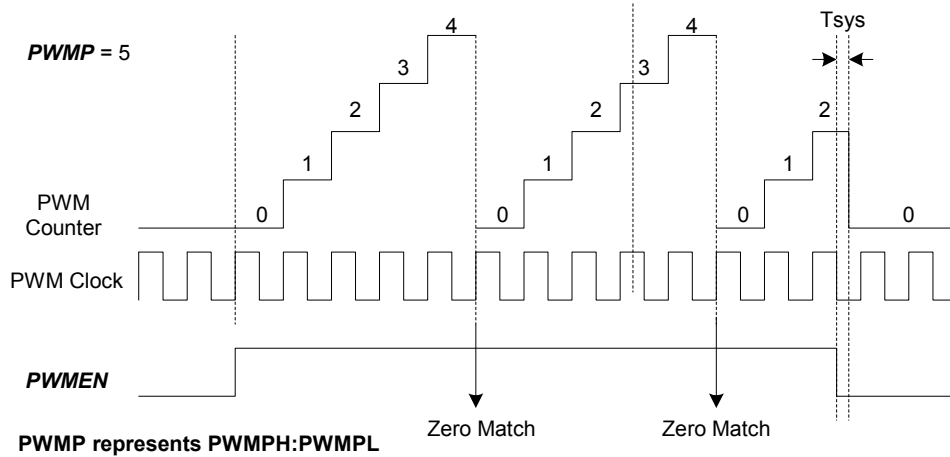 PWMP = 5
Tsys
4
4
3
3
2
2
2
1
1
1
0
0
0
0
PWM
Counter
PWM Clock
PWMEN
Zero Match
Zero Match
PWMP represents PWMPH:PWMPL